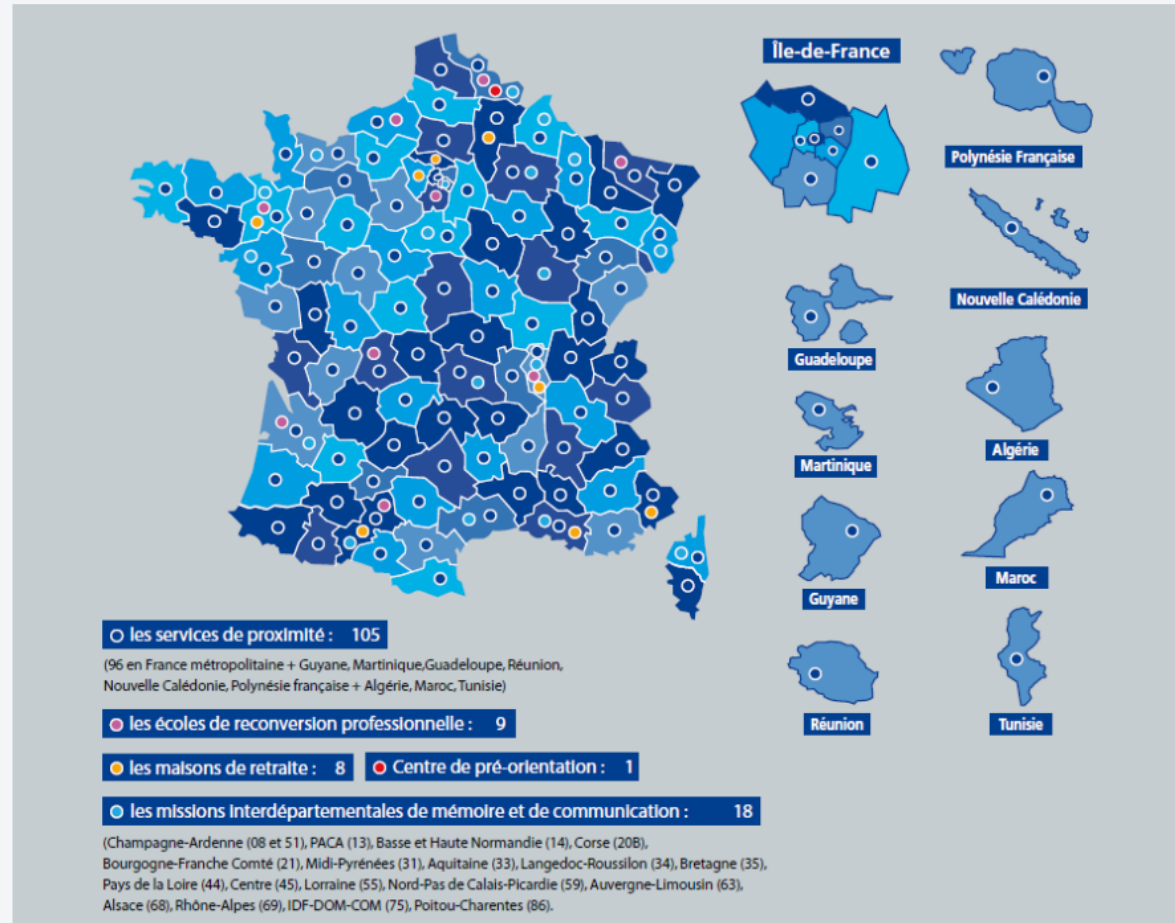 Île-de-France
Polynésie Française
Nouvelle Calédonie
Guadeloupe
Algérie
Martinique
Maroc
Guyane
Réunion
Tunisie
les services de proximité : 105
(96 en France métropolitaine + Guyane, Martinique,Guadeloupe, Réunion,
Nouvelle Calédonie, Polynésie française + Algérie, Maroc, Tunisie)
les écoles de reconversion professionnelle : 9
les maisons de retraite : 8
Centre de pré-orientation : 1
les missions interdépartementales de mémoire et de communication : 18
(Champagne-Ardenne (08 et 51), PACA (13), Basse et Haute Normandie (14), Corse (20B),
Bourgogne-Franche Comté (21), Midi-Pyrénées (31), Aquitaine (33), Langedoc-Roussilon (34), Bretagne (35),
Pays de la Loire (44), Centre (45), Lorraine (55), Nord-Pas de Calais-Picardie (59), Auvergne-Limousin (63),
Alsace (68), Rhône-Alpes (69), IDF-DOM-COM (75), Poitou-Charentes (86).